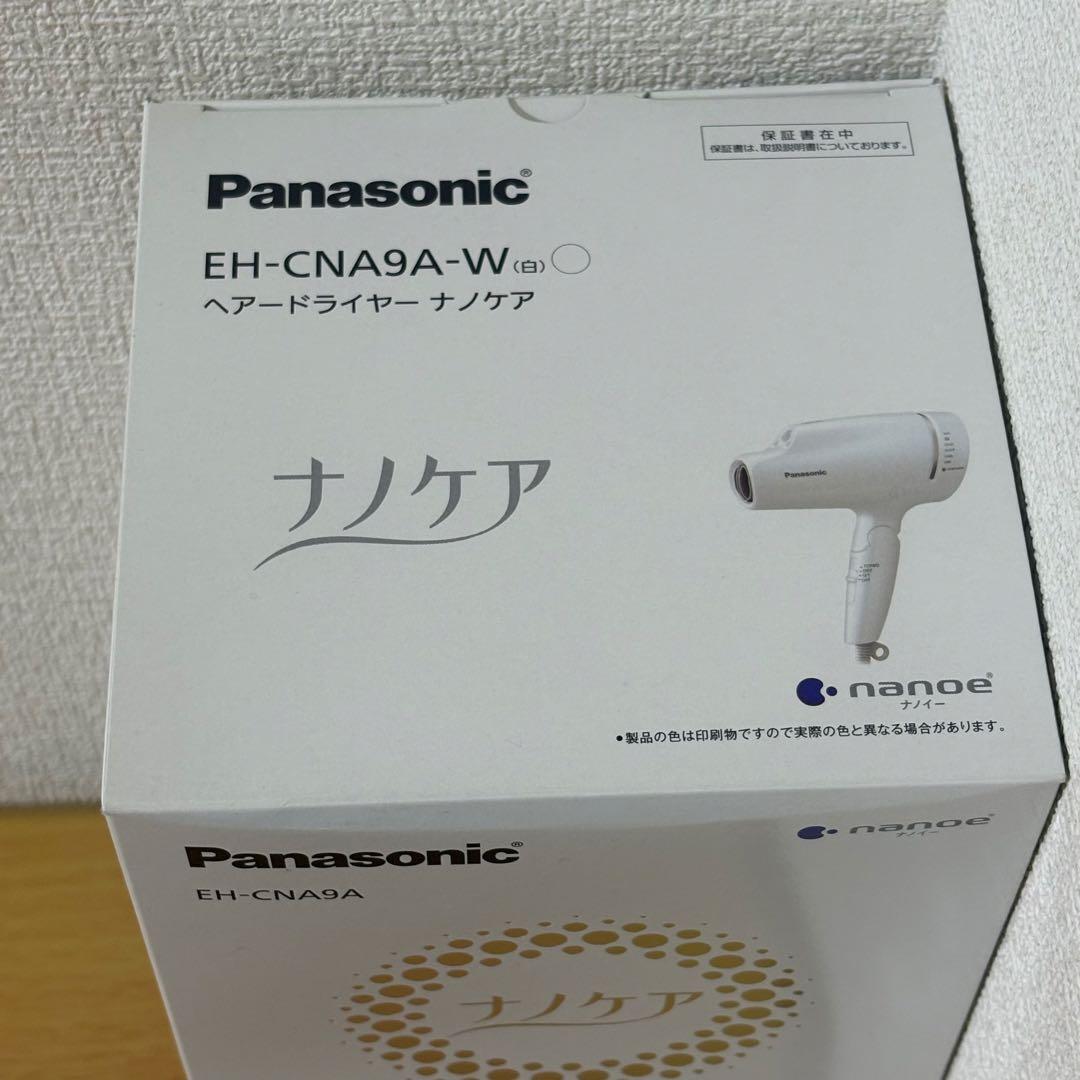 保証書在中
保証書は、取扱説明書についております。
Panasonic®
EH-CNA9A-W(白)
ヘアードライヤー ナノケア
ナノケア
Panasonic
nanoe®
ナノイー
●製品の色は印刷物ですので実際の色と異なる場合があります。
Panasonic®
EH-CNA9A
nanoe®
ナノイー
ナノケア